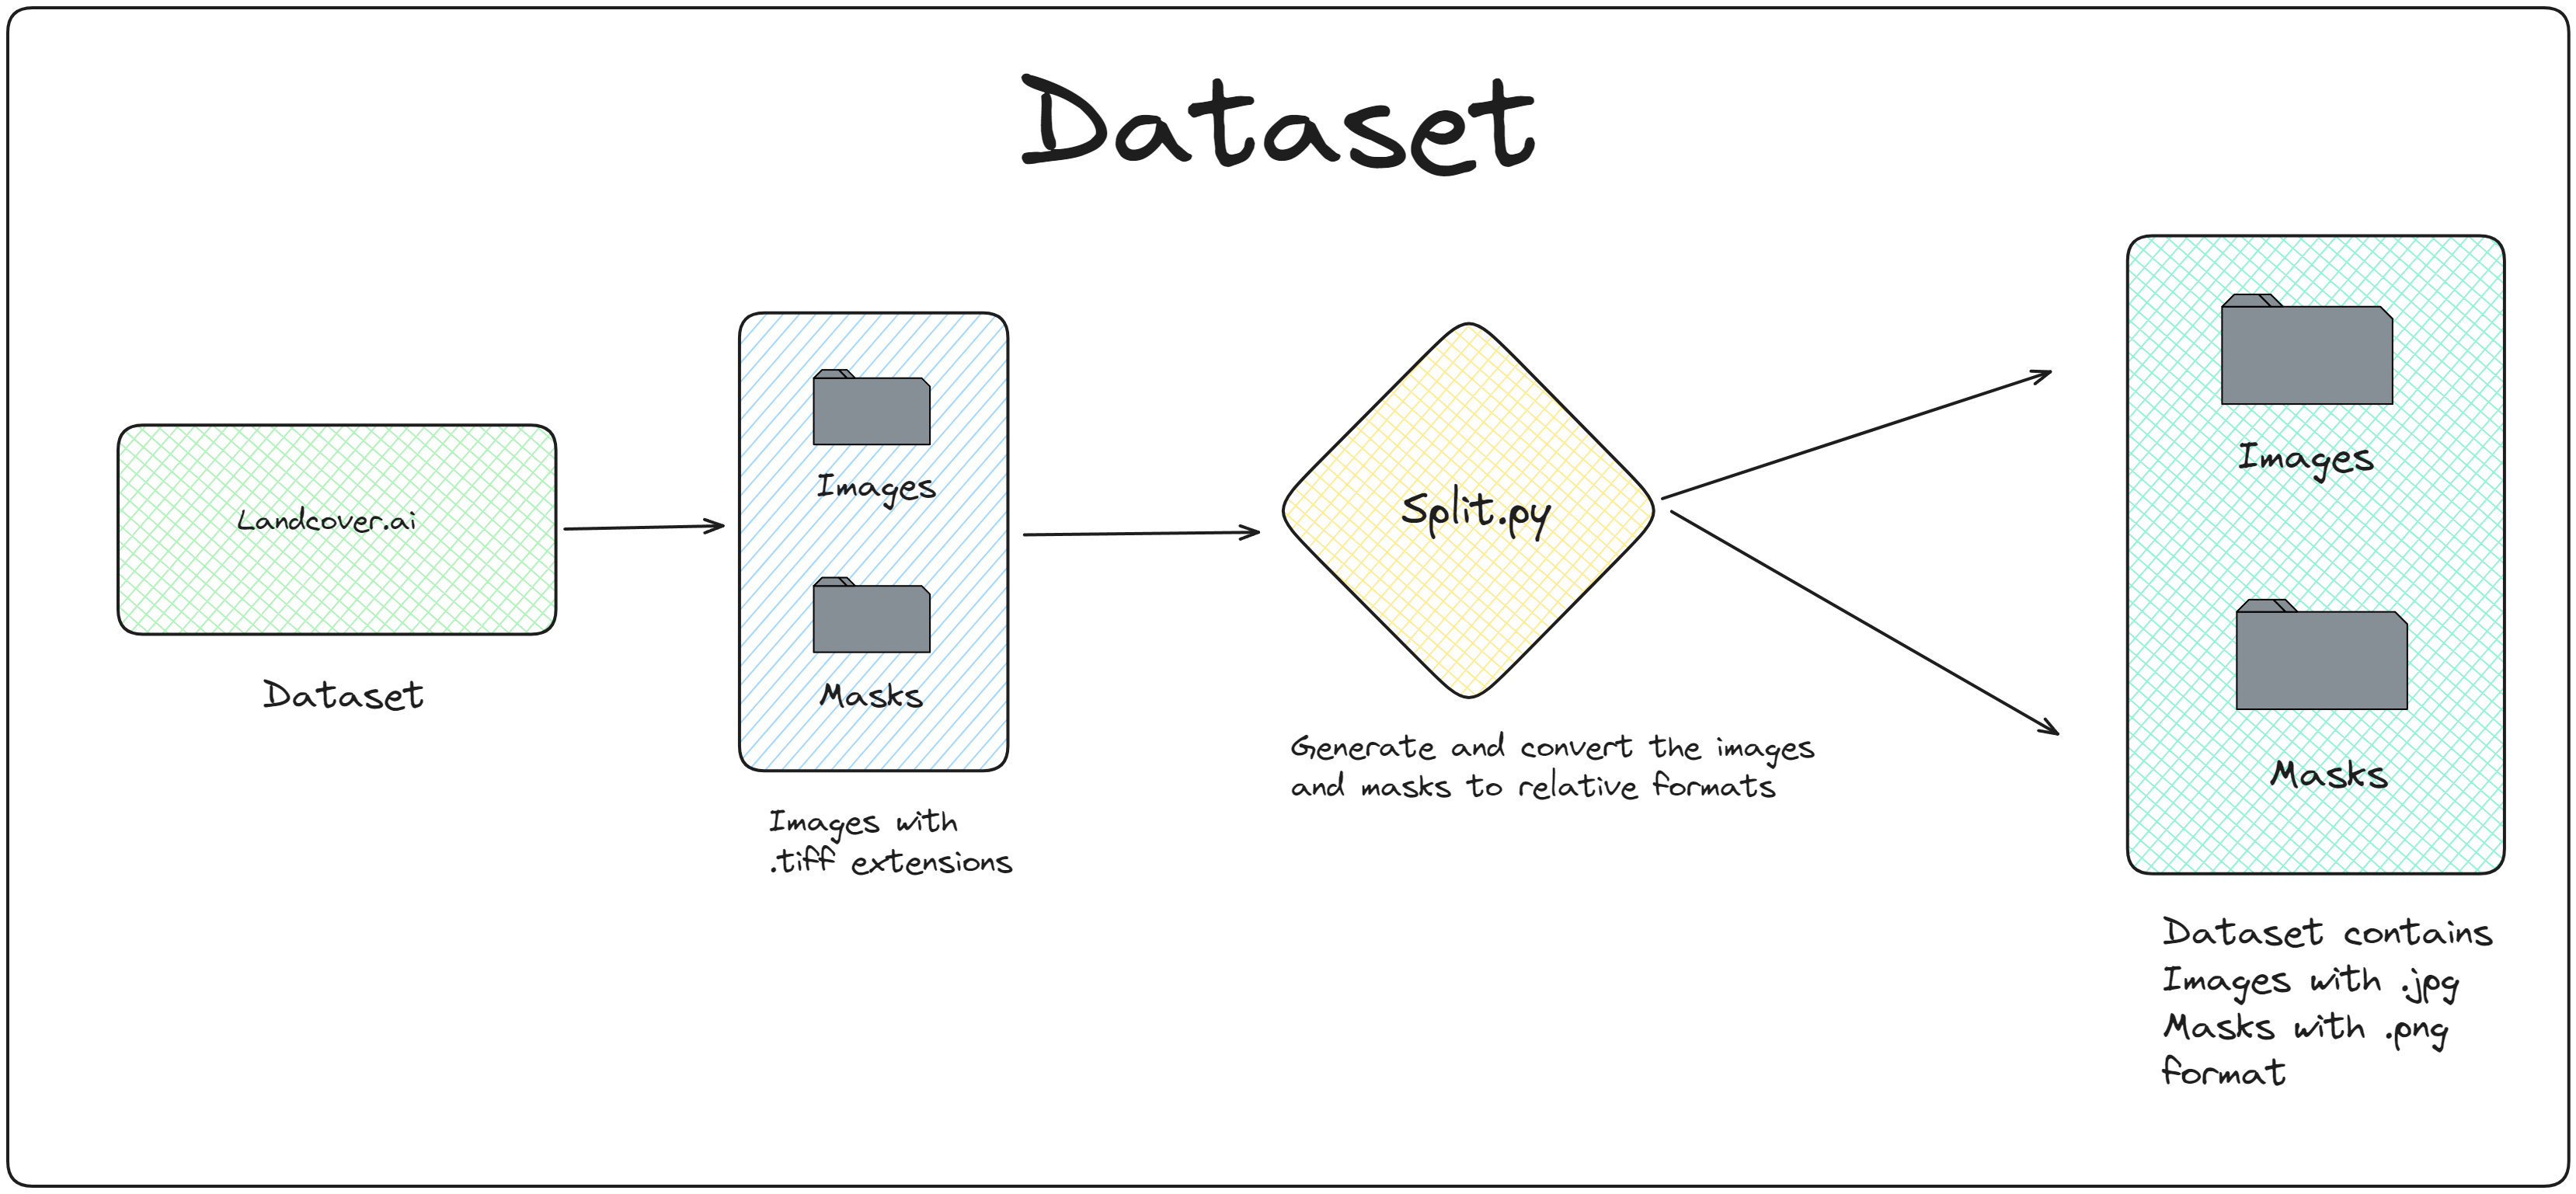 Dataset
Landcover.ai
Dataset
Images
Masks
Images with
.tiff extensions
Split.py
Generate and convert the images
and masks to relative formats
Images
Masks
Dataset contains
Images with .jpg
Masks with .png
format